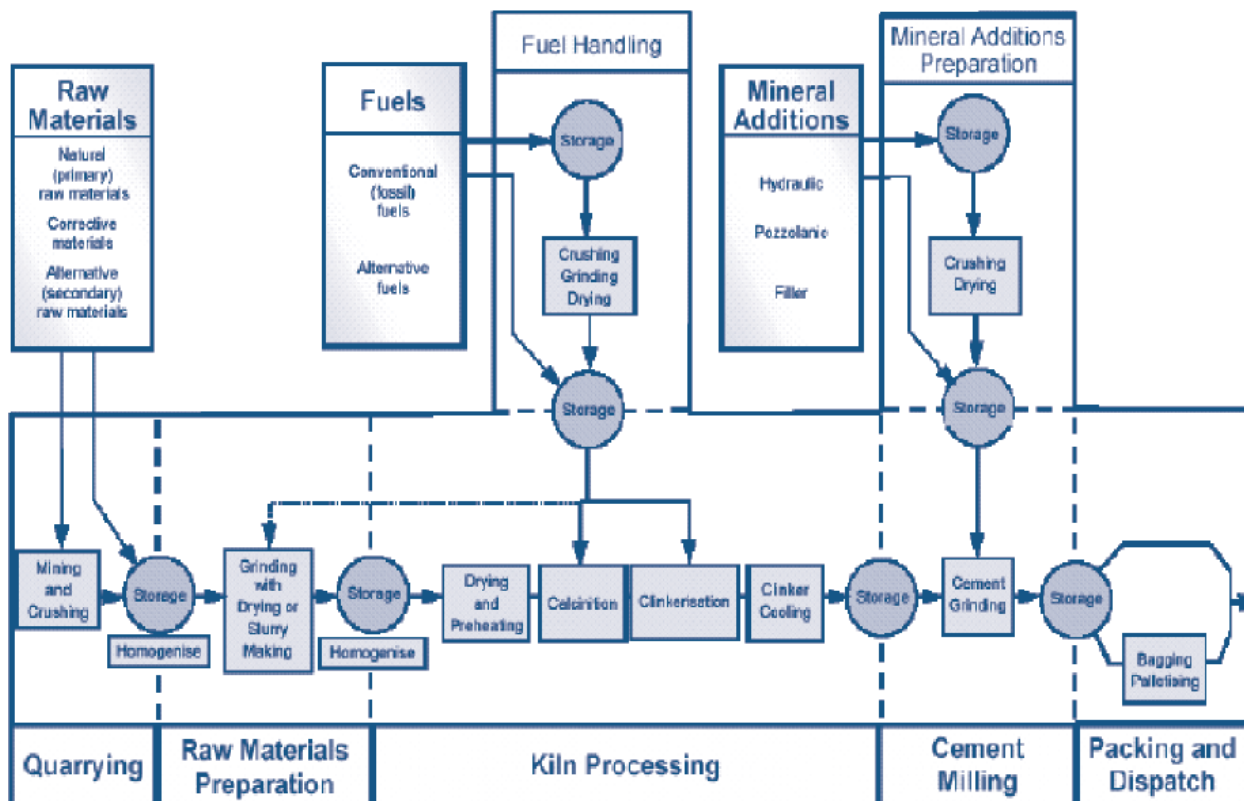 Fuel Handling
Mineral Additions
Preparation
Raw
Materials
Natural
(primary)
raw materials
Corrective
materials
Alternative
(secondary)
raw materials
Fuels
Conventional
(fossil)
fuels
Alternative
fuels
Storage
Crushing
Grinding
Drying
Storage
Mineral
Additions
Hydraulic
Pozzolanic
Filler
Storage
Crushing
Drying
Storage
Mining
and
Crushing
Storage
Homogenise
Grinding
with
Drying or
Slurry
Making
Storage
Homogenise
Drying
and
Preheating
Calcinition
Clinkerisation
Clinker
Cooling
Storage
Cement
Grinding
Storage
Bagging
Palletising
Quarrying
Raw Materials
Preparation
Kiln Processing
Cement
Milling
Packing and
Dispatch